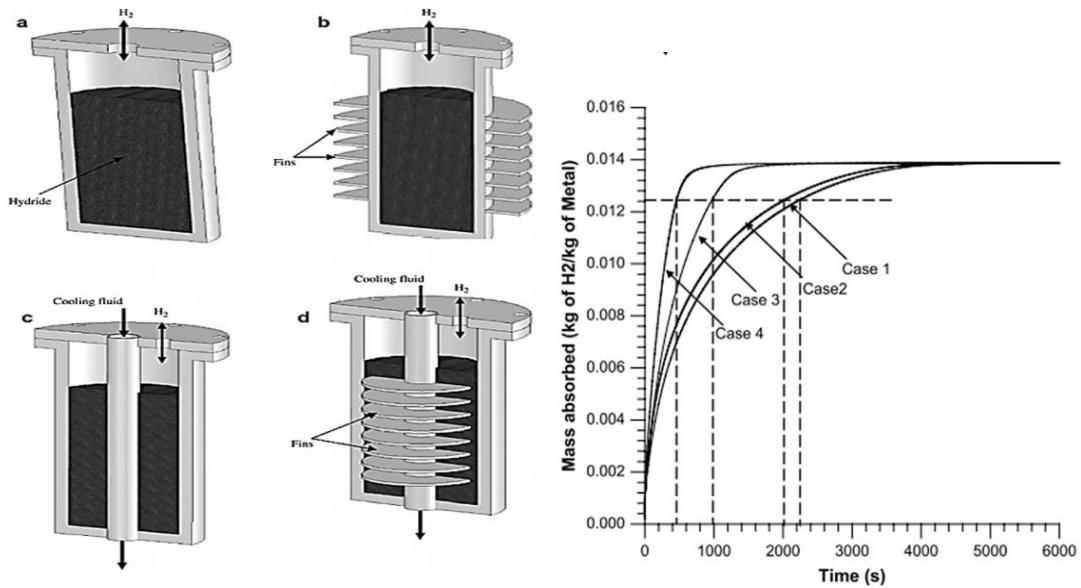 a
H₂
Hydride
b
H₂
Fins
c
Cooling fluid
H₂
d
Cooling fluid
H₂
Fins
0.016
0.014
0.012
0.010
0.008
0.006
0.004
0.002
0.000
Mass absorbed (kg of H2/kg of Metal)
Case 1
Case2
Case 3
Case 4
0
1000
2000
3000
4000
5000
6000
Time (s)